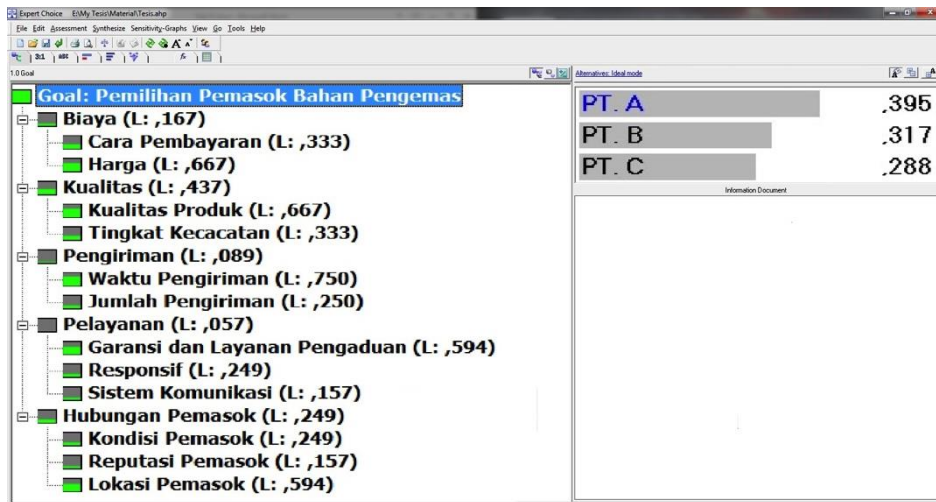 Expert Choice E:\My Tesis\Material\Tesis.ahp
File Edit Assessment Synthesize Sensitivity-Graphs View Go Tools Help
3:1 ABC
1.0 Goal
Alternatives: Ideal mode
Goal: Pemilihan Pemasok Bahan Pengemas
Biaya (L: ,167)
Cara Pembayaran (L: ,333)
Harga (L: ,667)
Kualitas (L: ,437)
Kualitas Produk (L: ,667)
Tingkat Kecacatan (L: ,333)
Pengiriman (L: ,089)
Waktu Pengiriman (L: ,750)
Jumlah Pengiriman (L: ,250)
Pelayanan (L: ,057)
Garansi dan Layanan Pengaduan (L: ,594)
Responsif (L: ,249)
Sistem Komunikasi (L: ,157)
Hubungan Pemasok (L: ,249)
Kondisi Pemasok (L: ,249)
Reputasi Pemasok (L: ,157)
Lokasi Pemasok (L: ,594)
PT. A ,395
PT. B ,317
PT. C ,288
Information Document